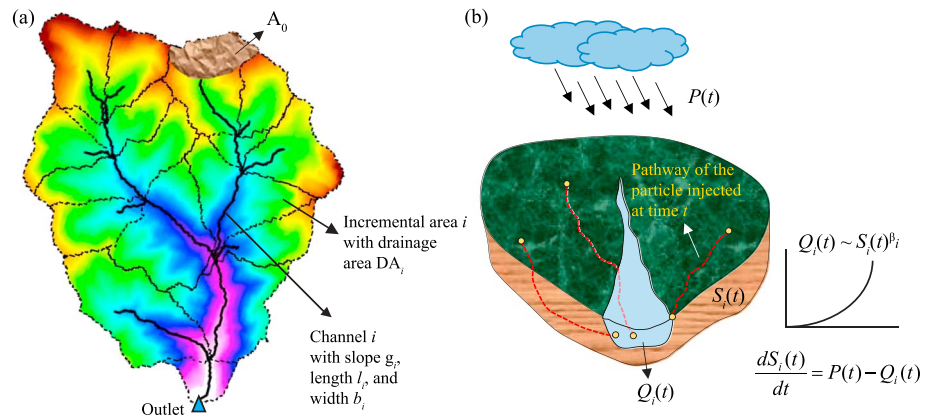 (a)
A₀
Incremental area i
with drainage
area DAᵢ
Channel i
with slope gᵢ,
length lᵢ, and
width bᵢ
Outlet
(b)
P(t)
Pathway of the
particle injected
at time t
Sᵢ(t)
Qᵢ(t)
Qᵢ(t) ~ Sᵢ(t)^βᵢ
dSᵢ(t)/dt = P(t) − Qᵢ(t)